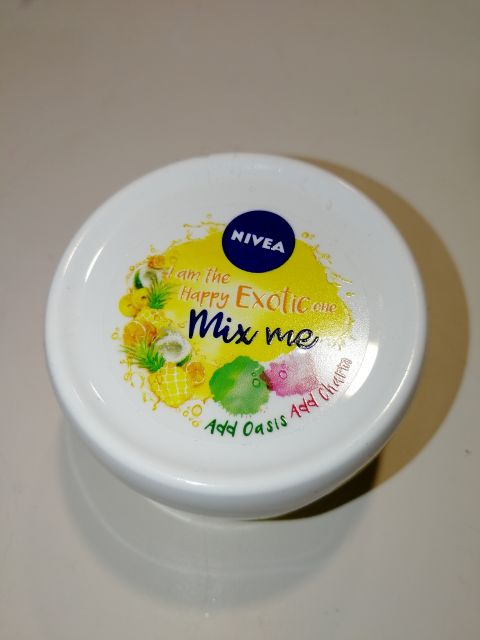 NIVEA
I am the
Happy Exotic one
Mix me
Add Oasis Add Charm